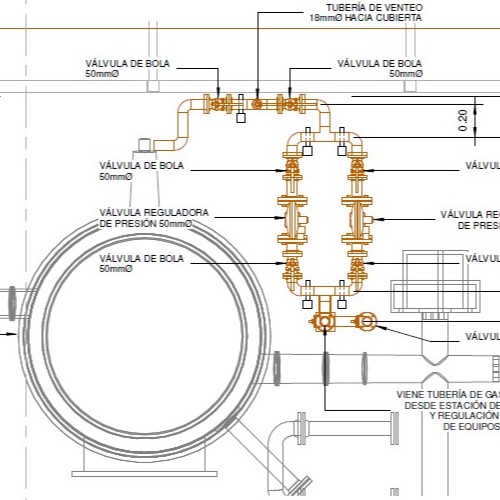 TUBERÍA DE VENTEO
18mmØ HACIA CUBIERTA
VÁLVULA DE BOLA
50mmØ
VÁLVULA DE BOLA
50mmØ
0.20
VÁLVULA DE BOLA
50mmØ
VÁLVUL
VÁLVULA REGULADORA
DE PRESIÓN 50mmØ
VÁLVULA RE
DE PRESI
VÁLVULA DE BOLA
50mmØ
VÁLVUL
VÁLVUL
VIENE TUBERÍA DE GA
DESDE ESTACIÓN DE
Y REGULACIÓN
DE EQUIPOS